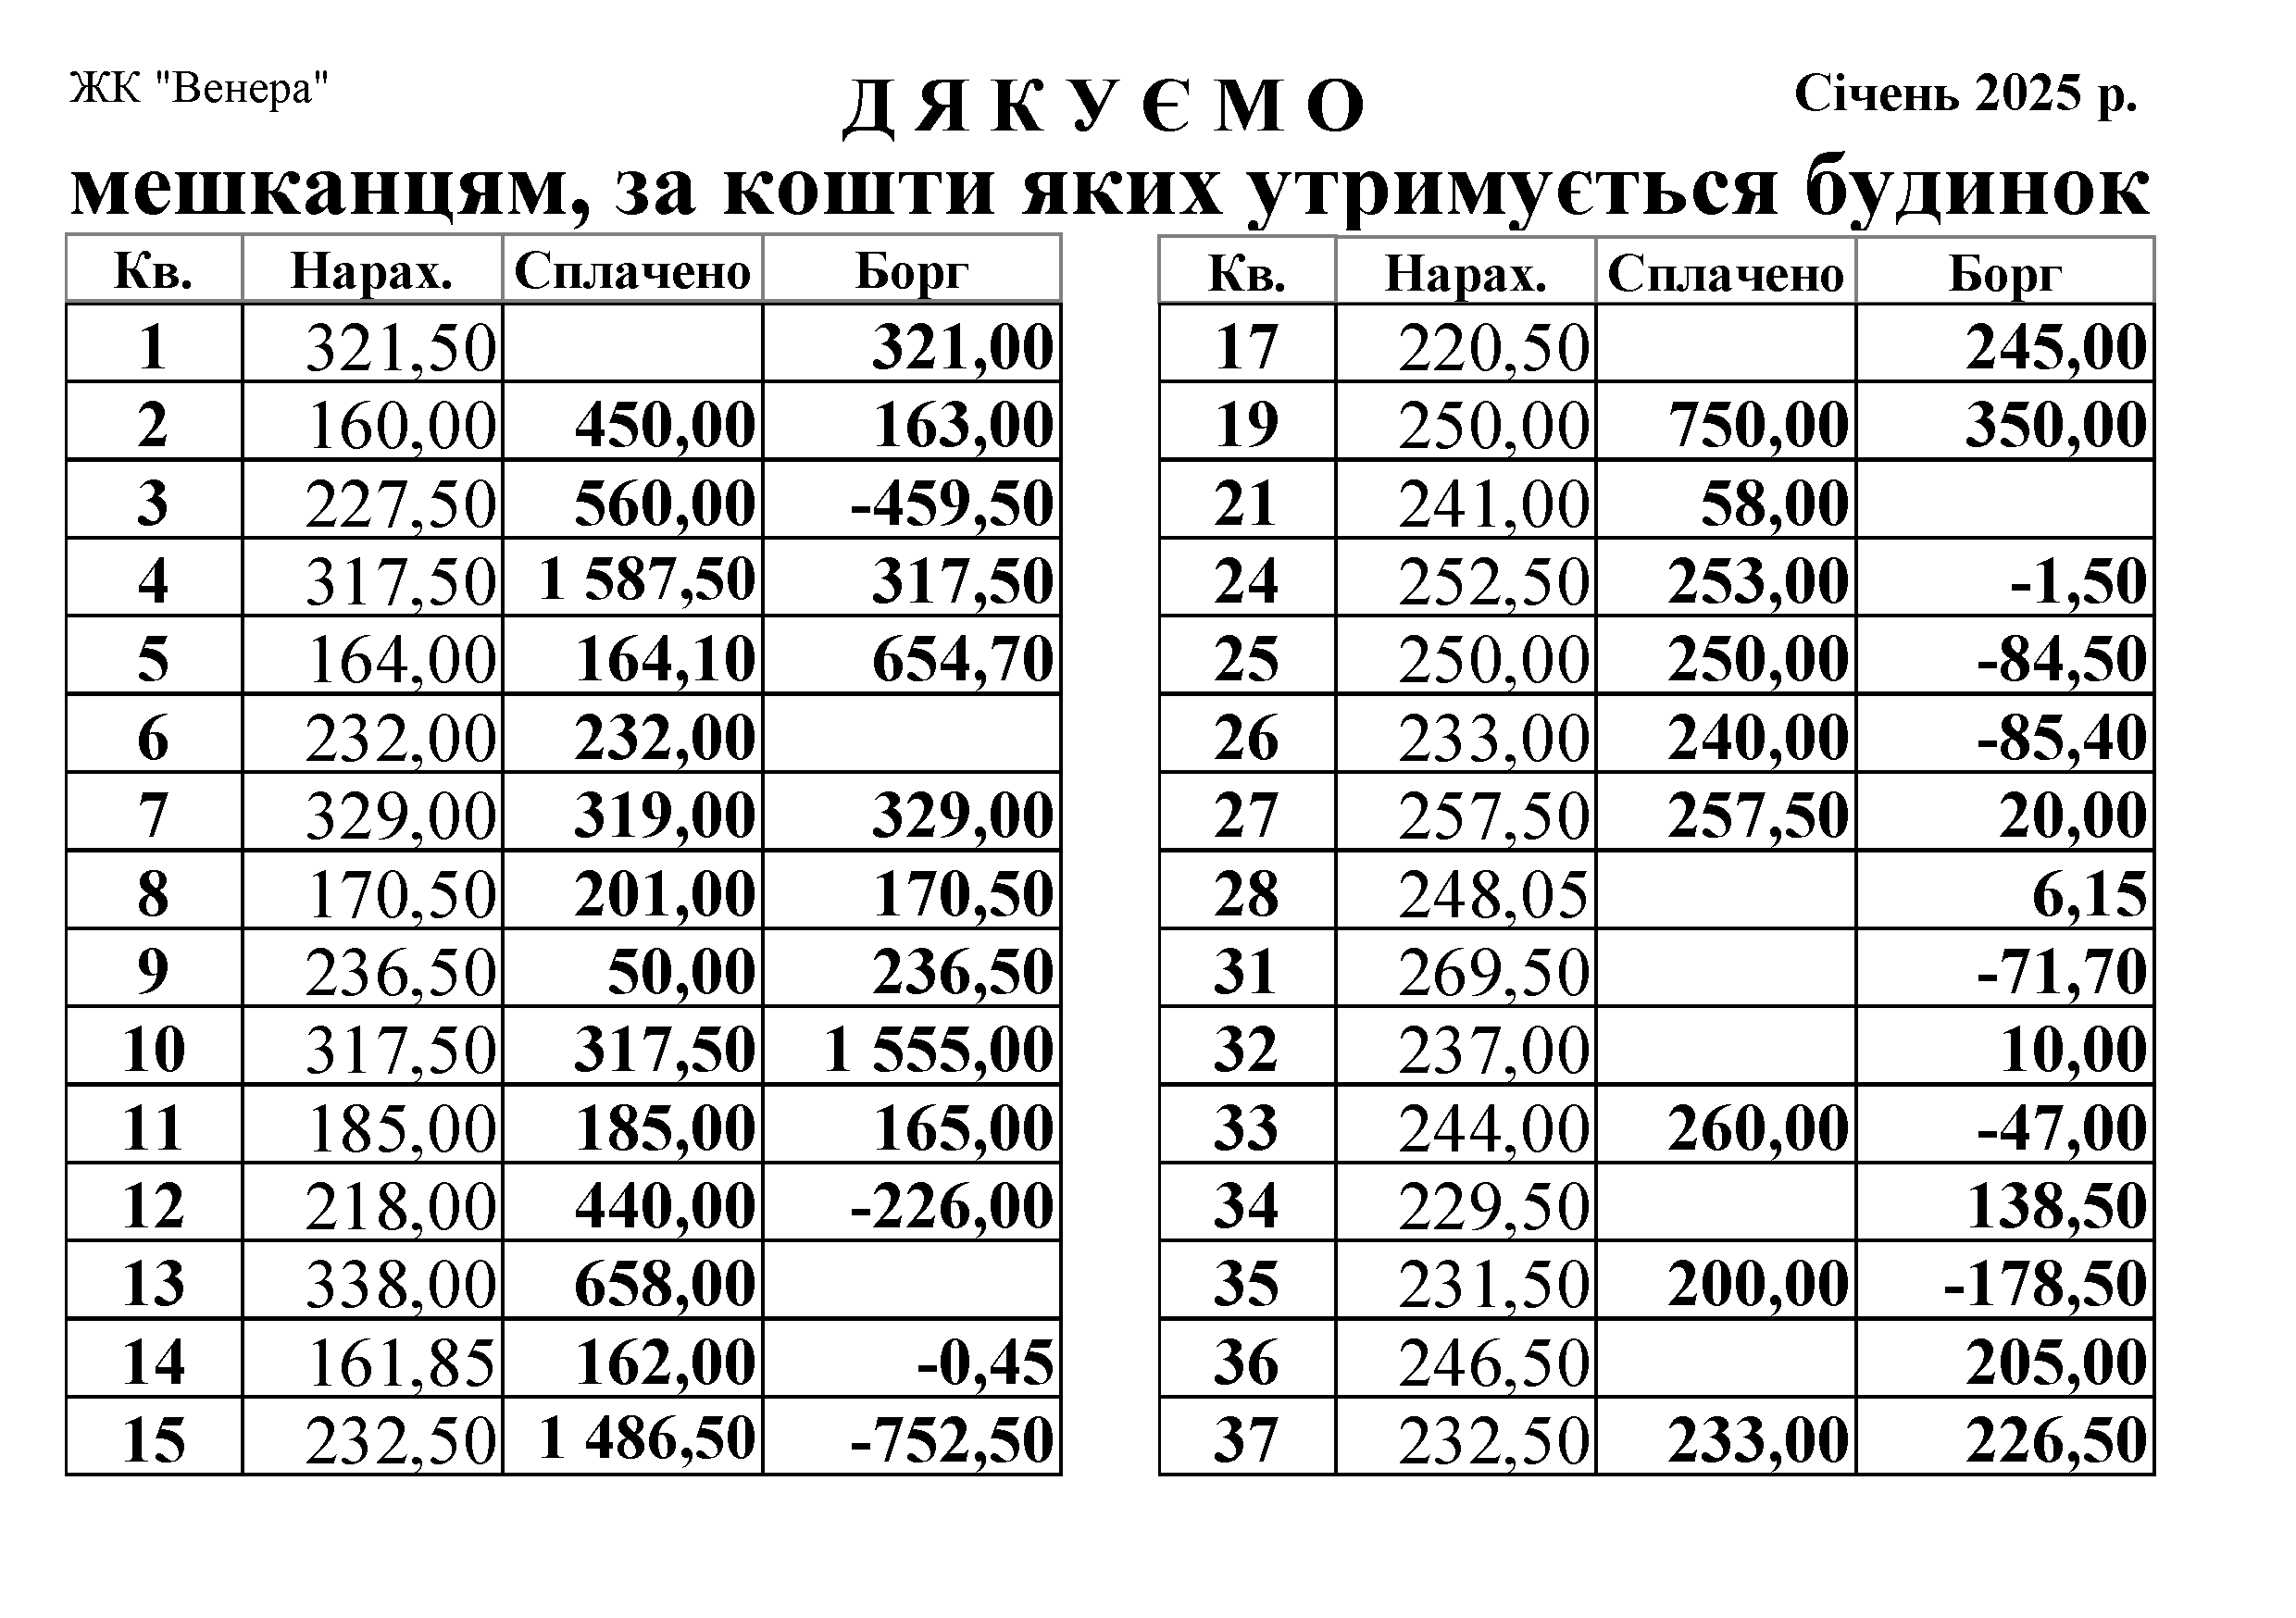 ЖК "Венера" Д Я К У Є М О Січень 2025 р.
мешканцям, за кошти яких утримується будинок
Кв. Нарах. Сплачено Борг Кв. Нарах. Сплачено Борг
1 321,50 321,00 17 220,50 245,00
2 160,00 450,00 163,00 19 250,00 750,00 350,00
3 227,50 560,00 -459,50 21 241,00 58,00
4 317,50 1 587,50 317,50 24 252,50 253,00 -1,50
5 164,00 164,10 654,70 25 250,00 250,00 -84,50
6 232,00 232,00 26 233,00 240,00 -85,40
7 329,00 319,00 329,00 27 257,50 257,50 20,00
8 170,50 201,00 170,50 28 248,05 6,15
9 236,50 50,00 236,50 31 269,50 -71,70
10 317,50 317,50 1 555,00 32 237,00 10,00
11 185,00 185,00 165,00 33 244,00 260,00 -47,00
12 218,00 440,00 -226,00 34 229,50 138,50
13 338,00 658,00 35 231,50 200,00 -178,50
14 161,85 162,00 -0,45 36 246,50 205,00
15 232,50 1 486,50 -752,50 37 232,50 233,00 226,50